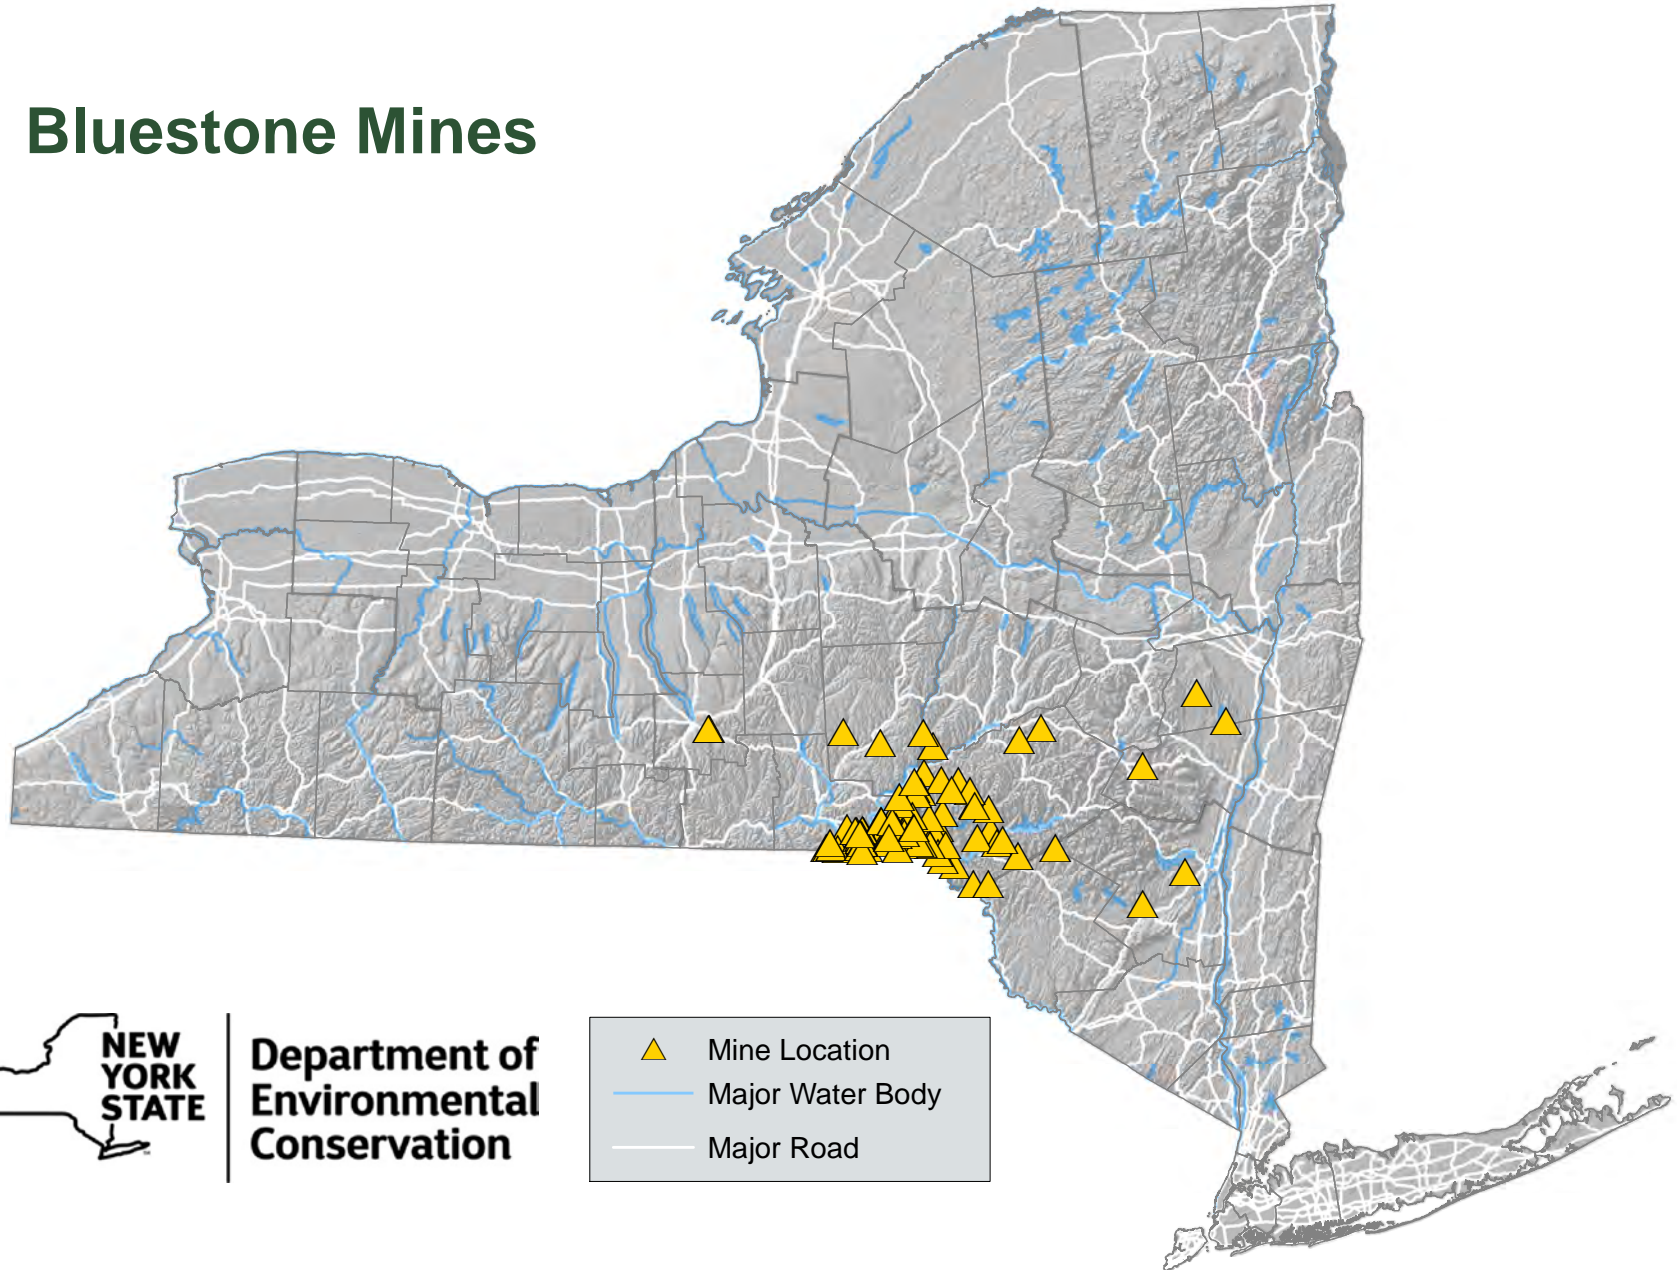 Bluestone Mines
NEW
YORK
STATE
Department of
Environmental
Conservation
Mine Location
Major Water Body
Major Road